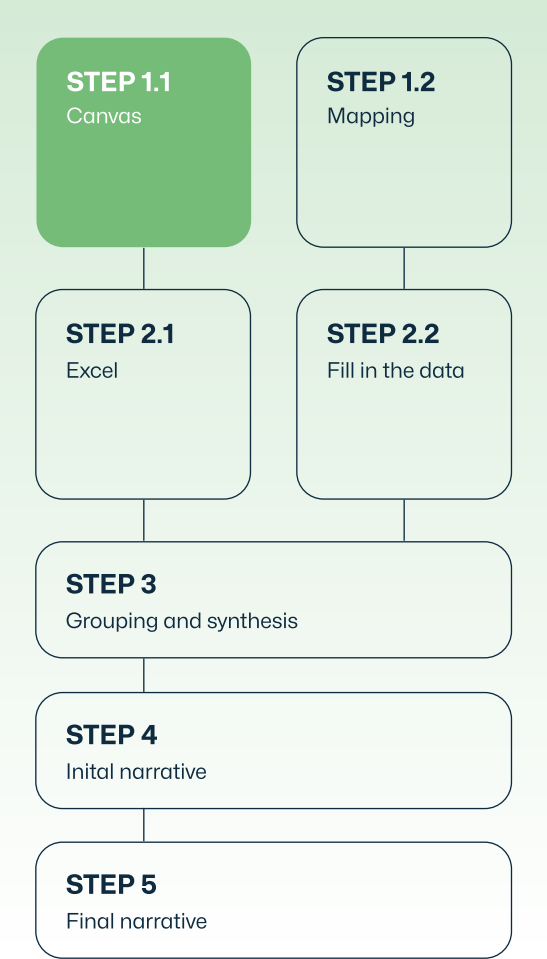 STEP 1.1
Canvas
STEP 1.2
Mapping
STEP 2.1
Excel
STEP 2.2
Fill in the data
STEP 3
Grouping and synthesis
STEP 4
Inital narrative
STEP 5
Final narrative